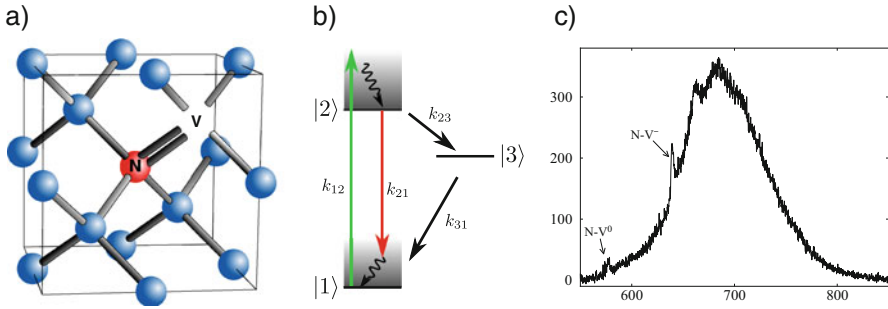 a)
N
V
b)
|2⟩
k₂₃
|3⟩
k₁₂
k₂₁
k₃₁
|1⟩
c)
300
200
100
0
N-V⁻
N-V⁰
600 700 800